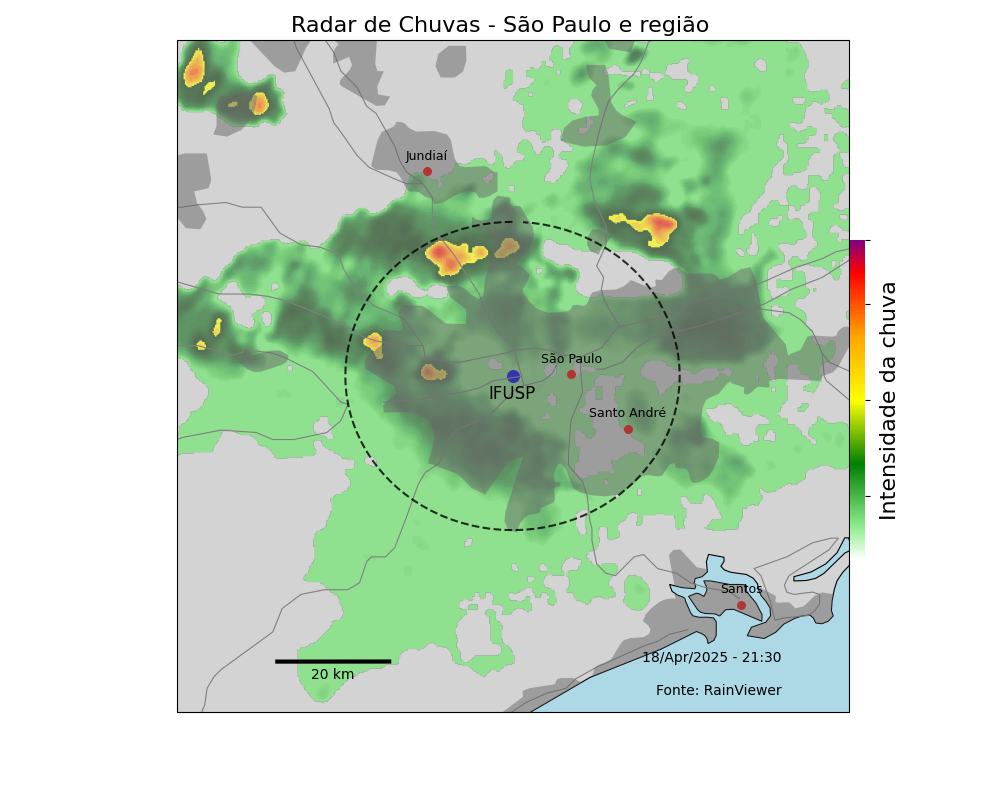 Radar de Chuvas - São Paulo e região
Jundiaí
São Paulo
IFUSP
Santo André
Intensidade da chuva
Santos
18/Apr/2025 - 21:30
20 km
Fonte: RainViewer